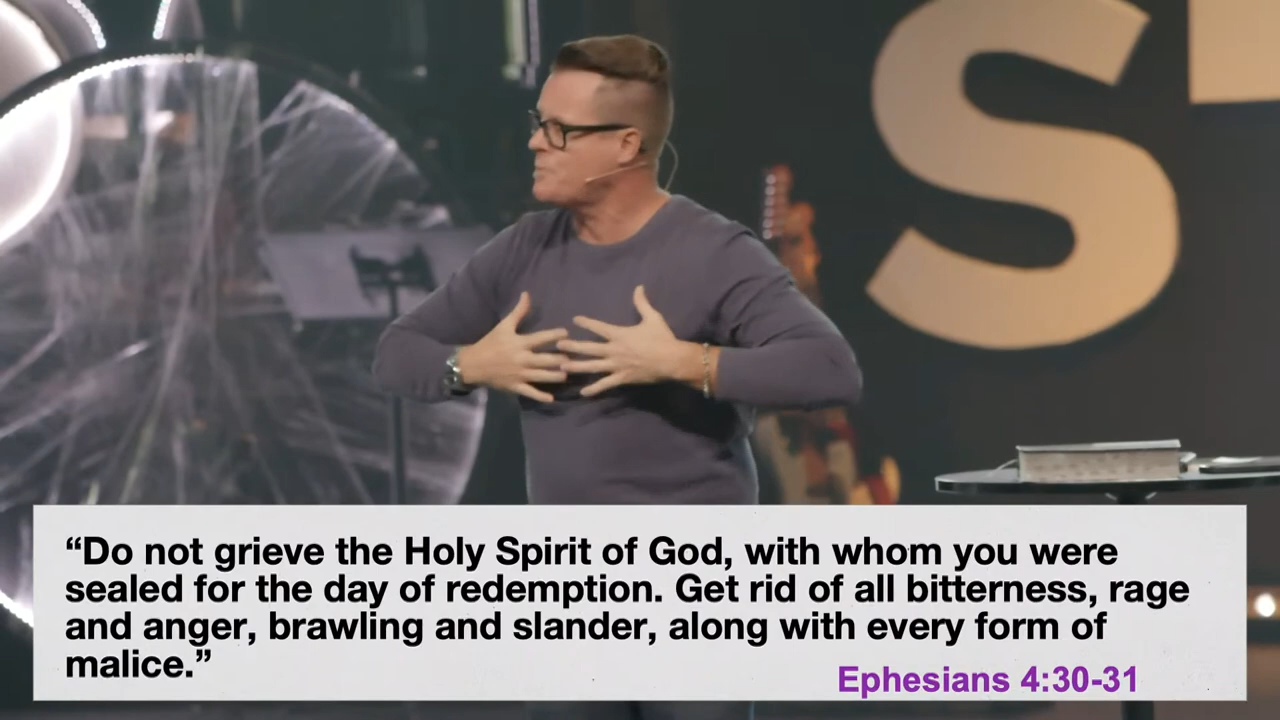 ST
“Do not grieve the Holy Spirit of God, with whom you were
sealed for the day of redemption. Get rid of all bitterness, rage
and anger, brawling and slander, along with every form of
malice.”
Ephesians 4:30-31